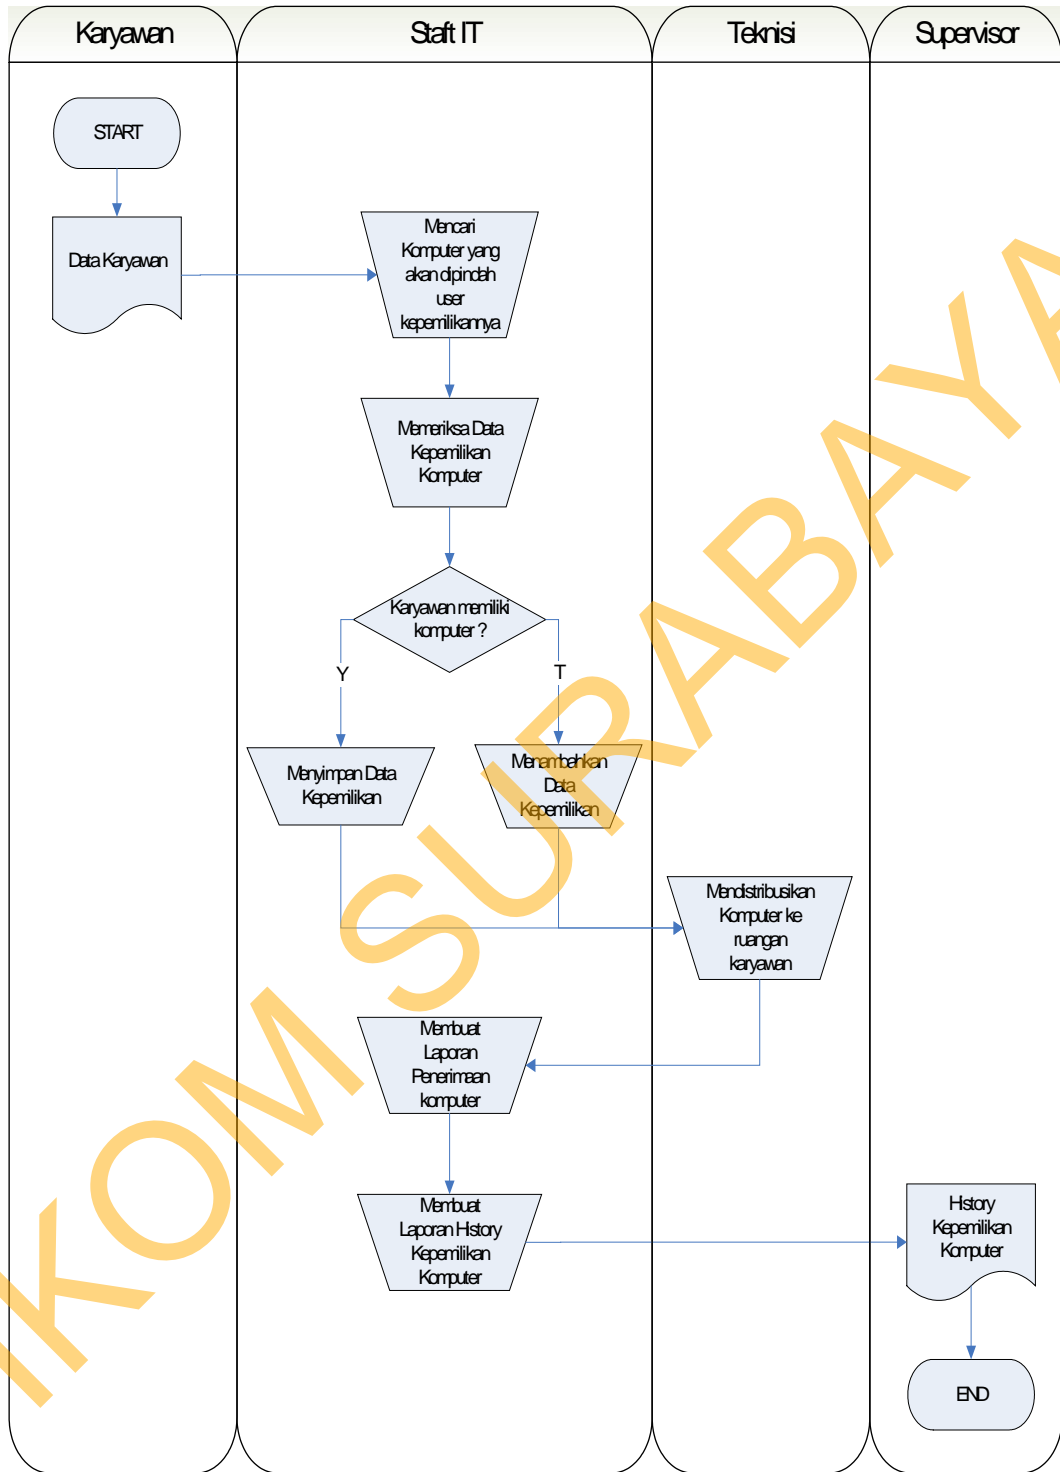 Karyawan
Staft IT
Teknisi
Supervisor
START
Data Karyawan
Mencari
Komputer yang
akan dipindah
user
kepemilikannya
Memeriksa Data
Kepemilikan
Komputer
Karyawan memiliki
komputer ?
Y
T
Menyimpan Data
Kepemilikan
Menambahkan
Data
Kepemilikan
Mendistribusikan
Komputer ke
ruangan
karyawan
Membuat
Laporan
Penerimaan
komputer
Membuat
Laporan History
Kepemilikan
Komputer
History
Kepemilikan
Komputer
END
IKOM SURABAYA